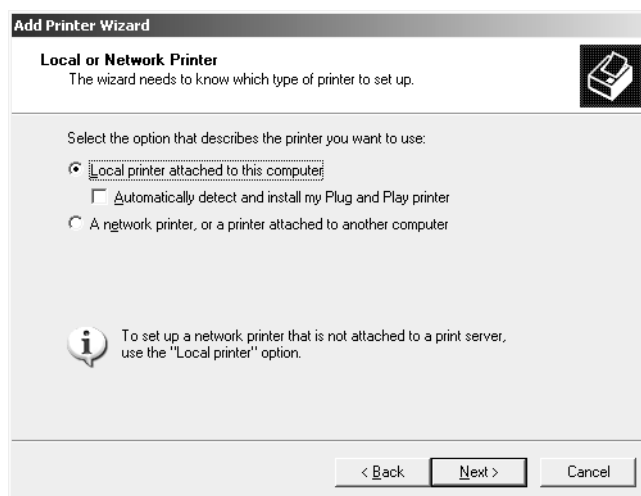 Add Printer Wizard
Local or Network Printer
The wizard needs to know which type of printer to set up.
Select the option that describes the printer you want to use:
Local printer attached to this computer
Automatically detect and install my Plug and Play printer
A network printer, or a printer attached to another computer
To set up a network printer that is not attached to a print server,
use the "Local printer" option.
< Back Next > Cancel